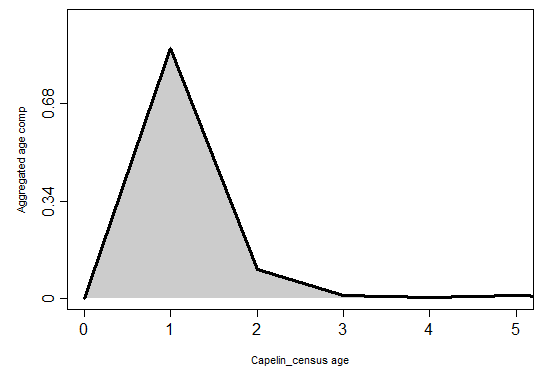 Aggregated age comp
0.68
0.34
0
0 1 2 3 4 5
Capelin_census age